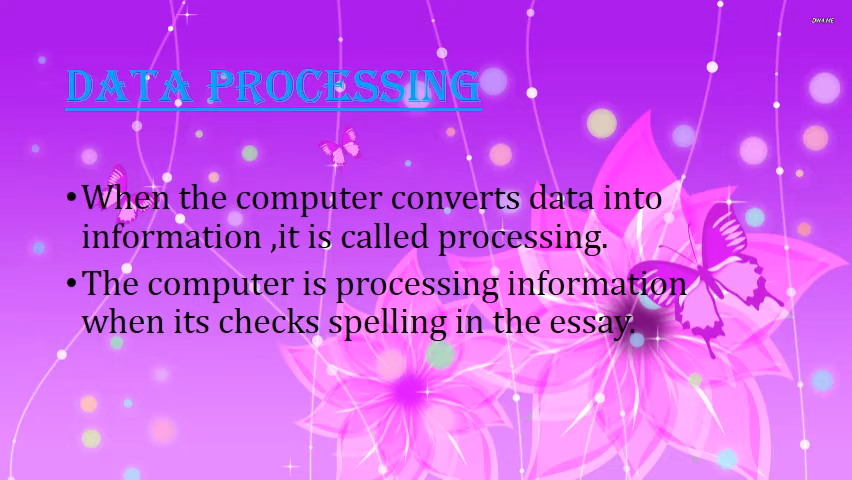 DATA PROCESSING
•When the computer converts data into
information ,it is called processing.
•The computer is processing information
when its checks spelling in the essay.